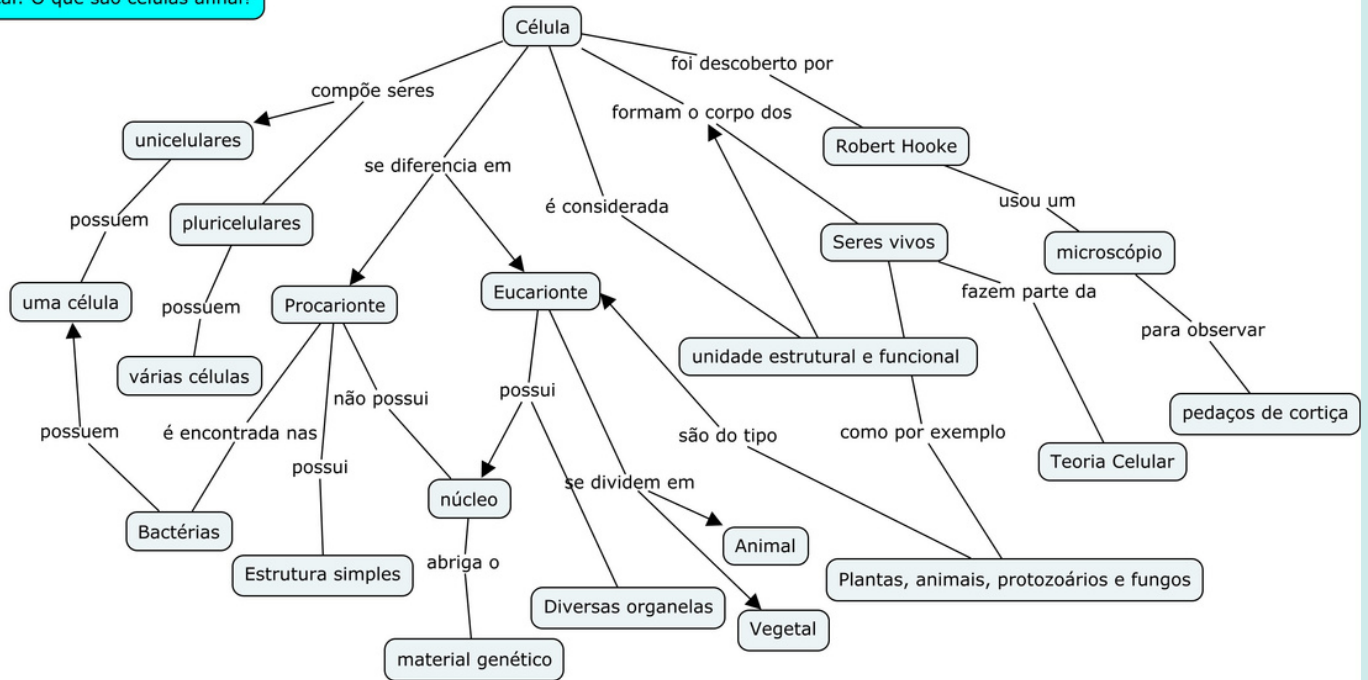 O que são células
Célula
foi descoberto por
compõe seres
formam o corpo dos
unicelulares
Robert Hooke
se diferencia em
usou um
é considerada
possuem
pluricelulares
Seres vivos
microscópio
fazem parte da
uma célula
Procarionte
Eucarionte
possuem
para observar
unidade estrutural e funcional
várias células
possui
não possui
pedaços de cortiça
possuem
é encontrada nas
são do tipo
como por exemplo
Teoria Celular
possui
se dividem em
núcleo
Bactérias
Animal
abriga o
Estrutura simples
Plantas, animais, protozoários e fungos
Diversas organelas
Vegetal
material genético